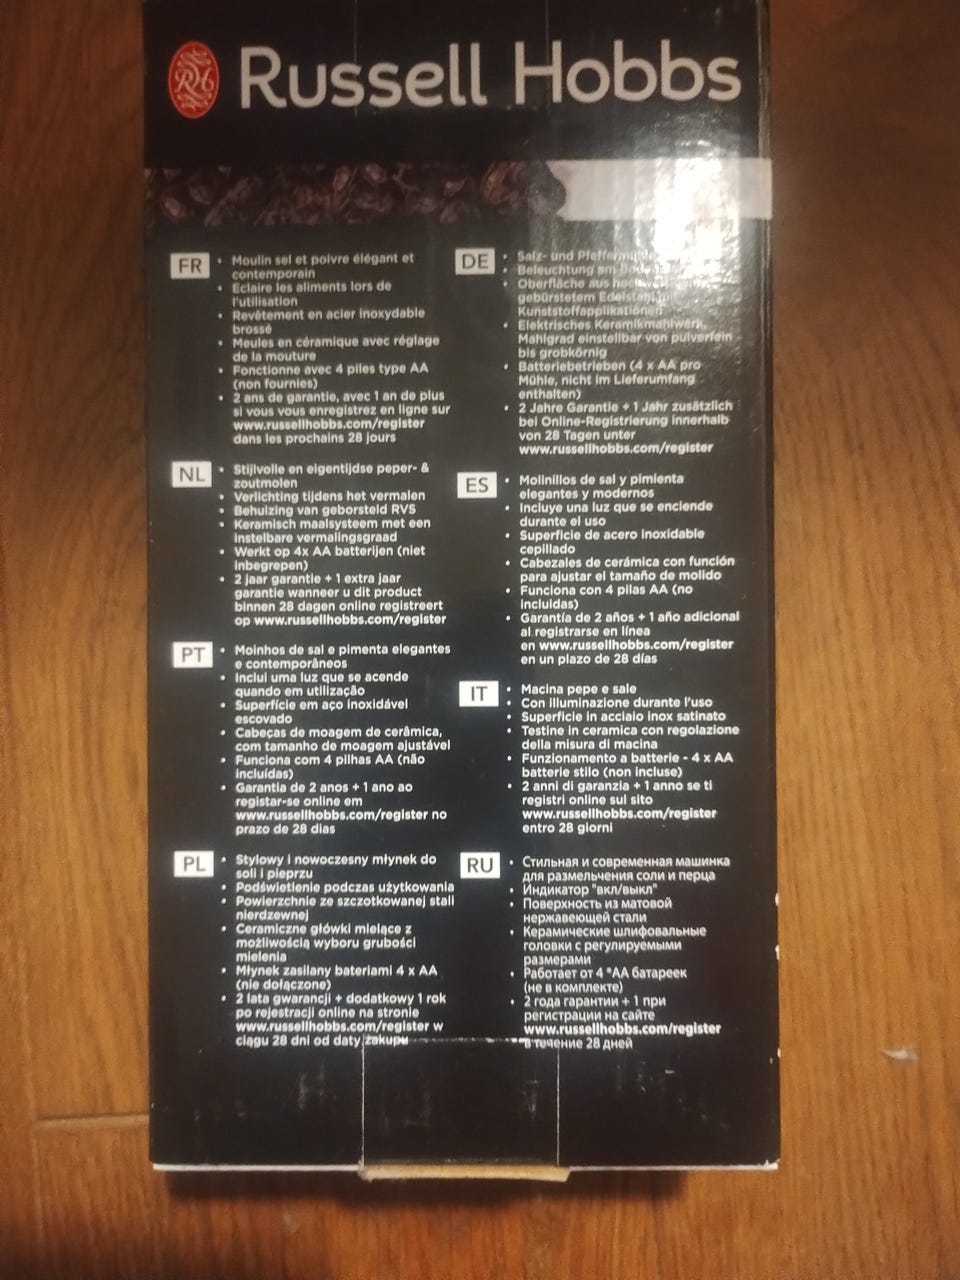 Russell Hobbs
FR
• Moulin sel et poivre élégant et
contemporain
• Eclaire les aliments lors de
l'utilisation
• Revêtement en acier inoxydable
brossé
• Meules en céramique avec réglage
de la mouture
• Fonctionne avec 4 piles type AA
(non fournies)
• 2 ans de garantie, avec 1 an de plus
si vous vous enregistrez en ligne sur
www.russellhobbs.com/register
dans les prochains 28 jours
DE
• Salz- und
• Beleuchtung am
• Oberfläche aus
gebürstetem
Kunststoffapplikationen
• Elektrisches Keramikmahlwerk,
Mahlgrad einstellbar von pulverfein
bis grobkörnig
• Batteriebetrieben (4 x AA pro
Mühle, nicht im Lieferumfang
enthalten)
• 2 Jahre Garantie + 1 Jahr zusätzlich
bei Online-Registrierung innerhalb
von 28 Tagen unter
www.russellhobbs.com/register
NL
• Stijlvolle en eigentijdse peper- &
zoutmolen
• Verlichting tijdens het vermalen
• Behuizing van geborsteld RVS
• Keramisch maalsysteem met een
instelbare vermalingsgraad
• Werkt op 4x AA batterijen (niet
inbegrepen)
• 2 jaar garantie + 1 extra jaar
garantie wanneer u dit product
binnen 28 dagen online registreert
op www.russellhobbs.com/register
ES
• Molinillos de sal y pimienta
elegantes y modernos
• Incluye una luz que se enciende
durante el uso
• Superficie de acero inoxidable
cepillado
• Cabezales de cerámica con función
para ajustar el tamaño de molido
• Funciona con 4 pilas AA (no
incluidas)
• Garantía de 2 años + 1 año adicional
al registrarse en línea
en www.russellhobbs.com/register
en un plazo de 28 días
PT
• Moinhos de sal e pimenta elegantes
e contemporâneos
• Inclui uma luz que se acende
quando em utilização
• Superfície em aço inoxidável
escovado
• Cabeças de moagem de cerâmica,
com tamanho de moagem ajustável
• Funciona com 4 pilhas AA (não
incluídas)
• Garantia de 2 anos + 1 ano ao
registar-se online em
www.russellhobbs.com/register no
prazo de 28 dias
IT
• Macina pepe e sale
• Con illuminazione durante l'uso
• Superficie in acciaio inox satinato
• Testine in ceramica con regolazione
della misura di macina
• Funzionamento a batterie - 4 x AA
batterie stilo (non incluse)
• 2 anni di garanzia + 1 anno se ti
registri online sul sito
www.russellhobbs.com/register
entro 28 giorni
PL
• Stylowy i nowoczesny młynek do
soli i pieprzu
• Podświetlenie podczas użytkowania
• Powierzchnie ze szczotkowanej stali
nierdzewnej
• Ceramiczne główki mielące z
możliwością wyboru grubości
mielenia
• Młynek zasilany bateriami 4 x AA
(nie dołączone)
• 2 lata gwarancji + dodatkowy 1 rok
po rejestracji online na stronie
www.russellhobbs.com/register w
ciągu 28 dni od daty zakupu
RU
• Стильная и современная машинка
для размельчения соли и перца
• Индикатор "вкл/выкл"
• Поверхность из матовой
нержавеющей стали
• Керамические шлифовальные
головки с регулируемыми
размерами
• Работает от 4 *AA батареек
(не в комплекте)
• 2 года гарантии + 1 при
регистрации на сайте
www.russellhobbs.com/register
в течение 28 дней